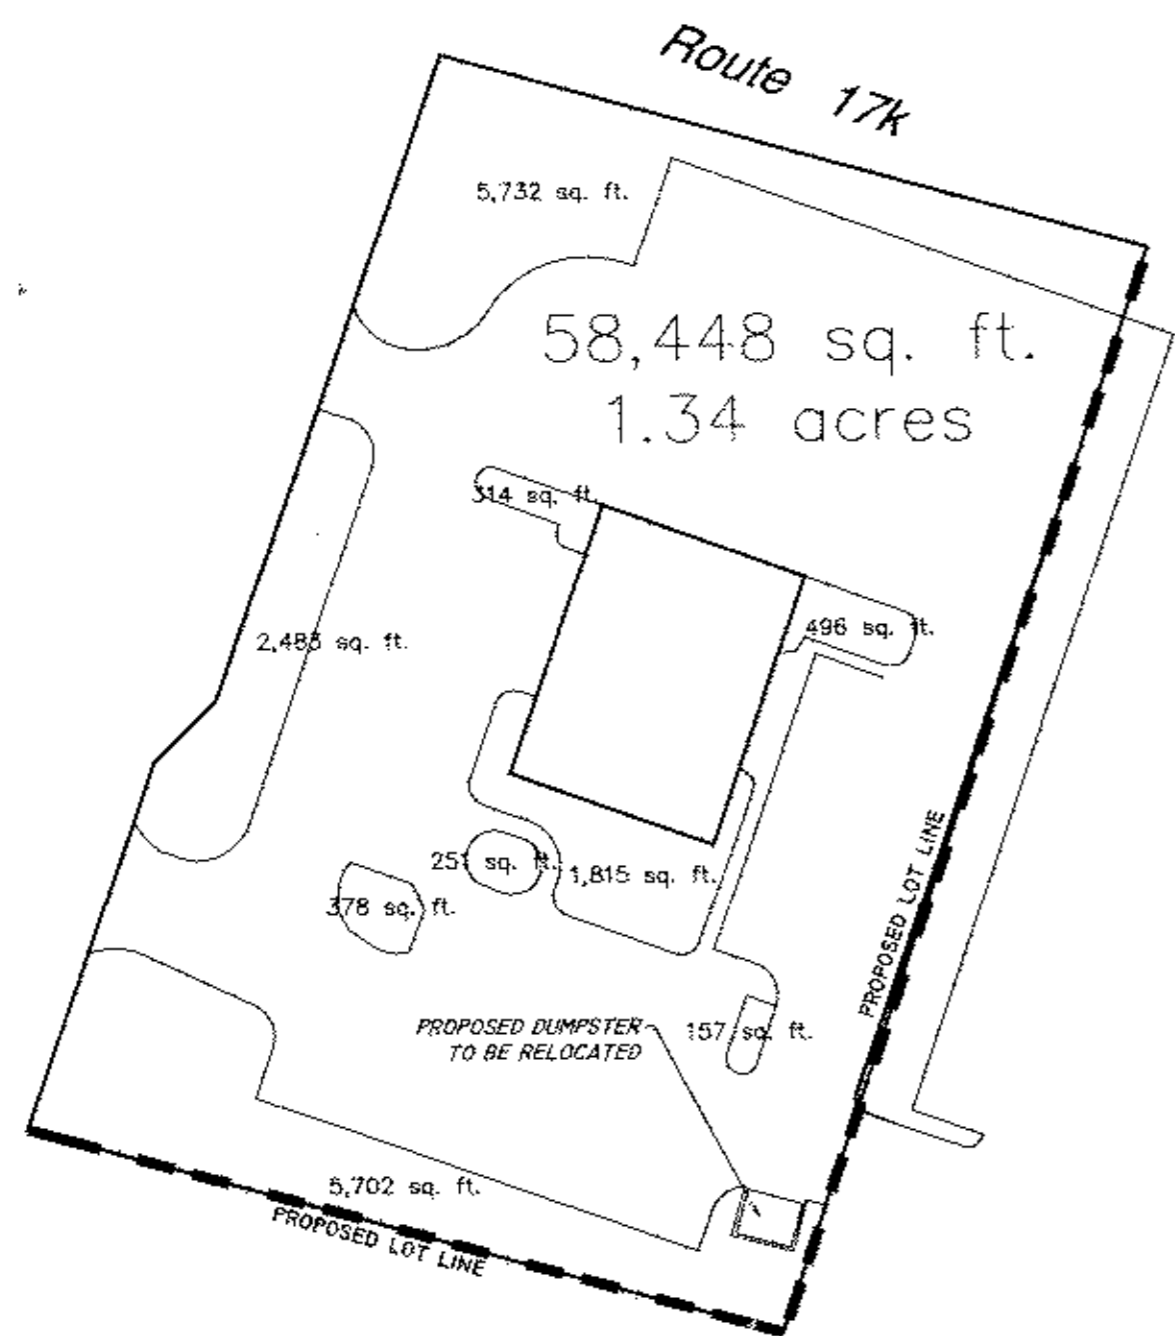 Route 17k
5,732 sq. ft.
58,448 sq. ft.
1.34 acres
314 sq. ft.
496 sq. ft.
2,483 sq. ft.
251 sq. ft.
1,815 sq. ft.
378 sq. ft.
PROPOSED LOT LINE
PROPOSED DUMPSTER
TO BE RELOCATED
157 sq. ft.
5,702 sq. ft.
PROPOSED LOT LINE